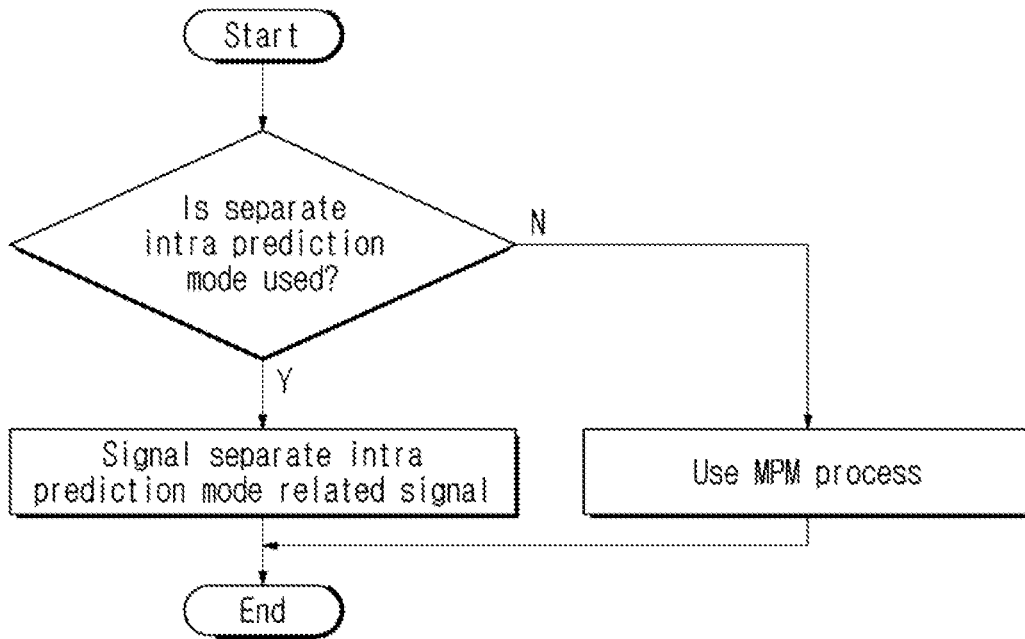 Start
Is separate
intra prediction
mode used?
N
Y
Signal separate intra
prediction mode related signal
Use MPM process
End